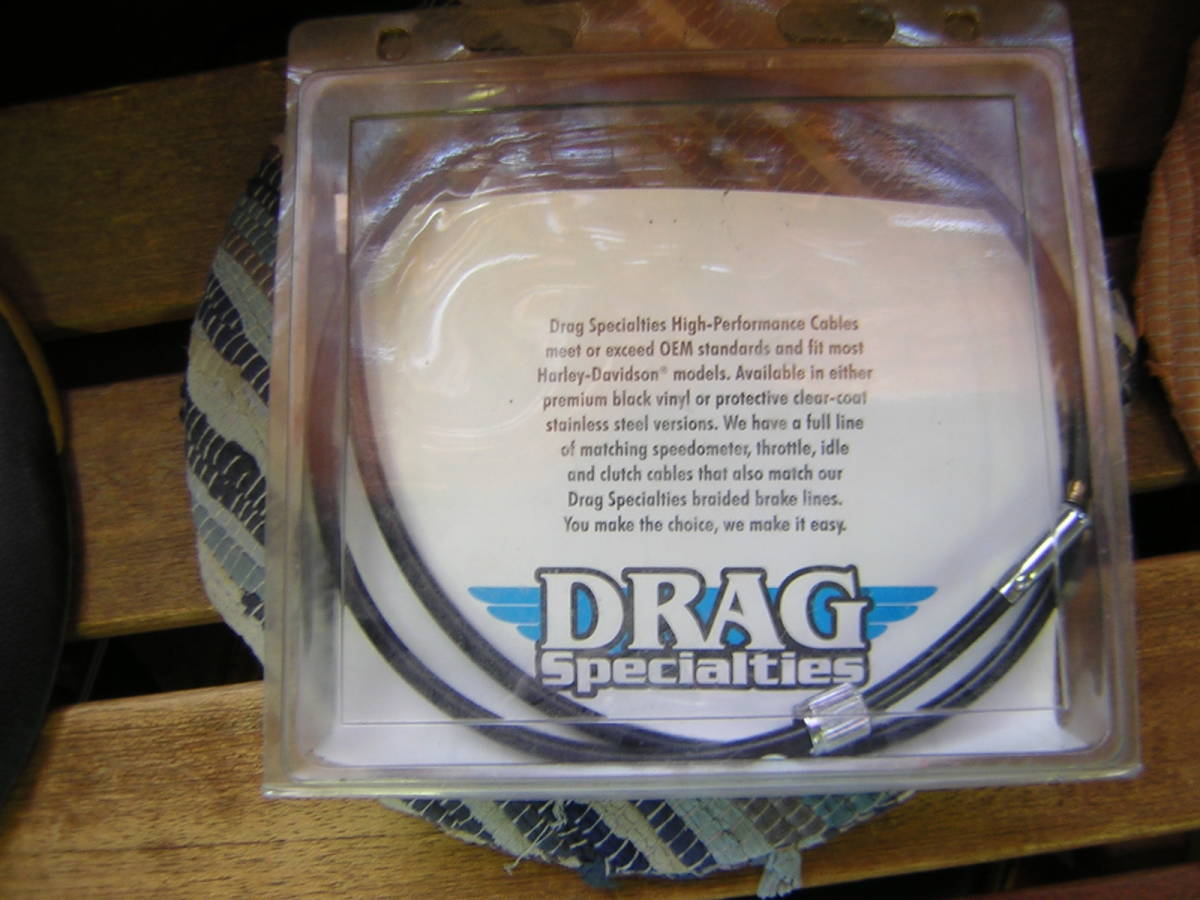 Drag Specialties High-Performance Cables
meet or exceed OEM standards and fit most
Harley-Davidson® models. Available in either
premium black vinyl or protective clear-coat
stainless steel versions. We have a full line
of matching speedometer, throttle, idle
and clutch cables that also match our
Drag Specialties braided brake lines.
You make the choice, we make it easy.
DRAG
Specialties